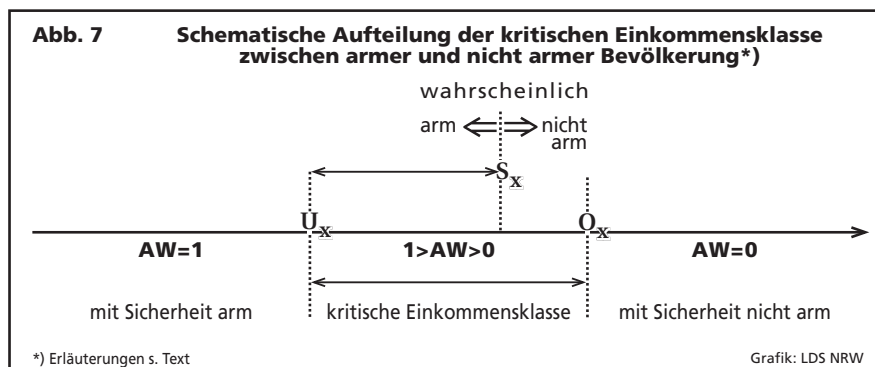 Abb. 7 Schematische Aufteilung der kritischen Einkommensklasse
zwischen armer und nicht armer Bevölkerung*)
wahrscheinlich
arm nicht
arm
Sx
Ux Ox
AW=1 1>AW>0 AW=0
mit Sicherheit arm kritische Einkommensklasse mit Sicherheit nicht arm
*) Erläuterungen s. Text Grafik: LDS NRW